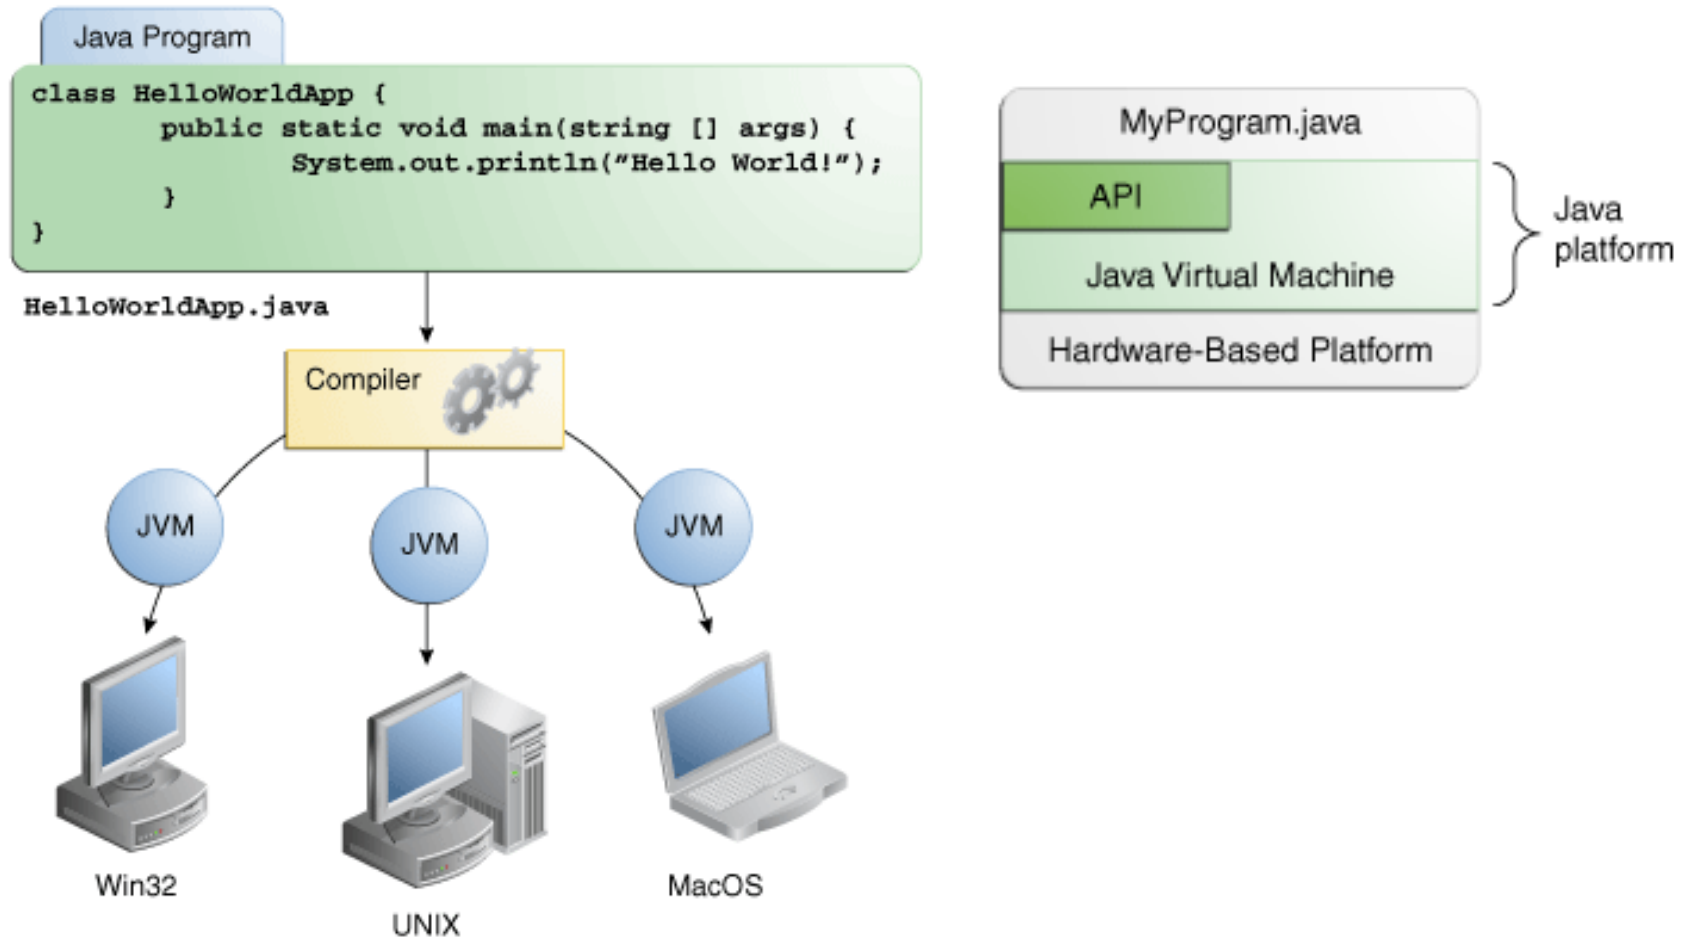 Java Program
class HelloWorldApp {
public static void main(string [] args) {
System.out.println("Hello World!");
}
}
HelloWorldApp.java
Compiler
JVM
JVM
JVM
Win32
UNIX
MacOS
MyProgram.java
API
Java Virtual Machine
Hardware-Based Platform
Java
platform